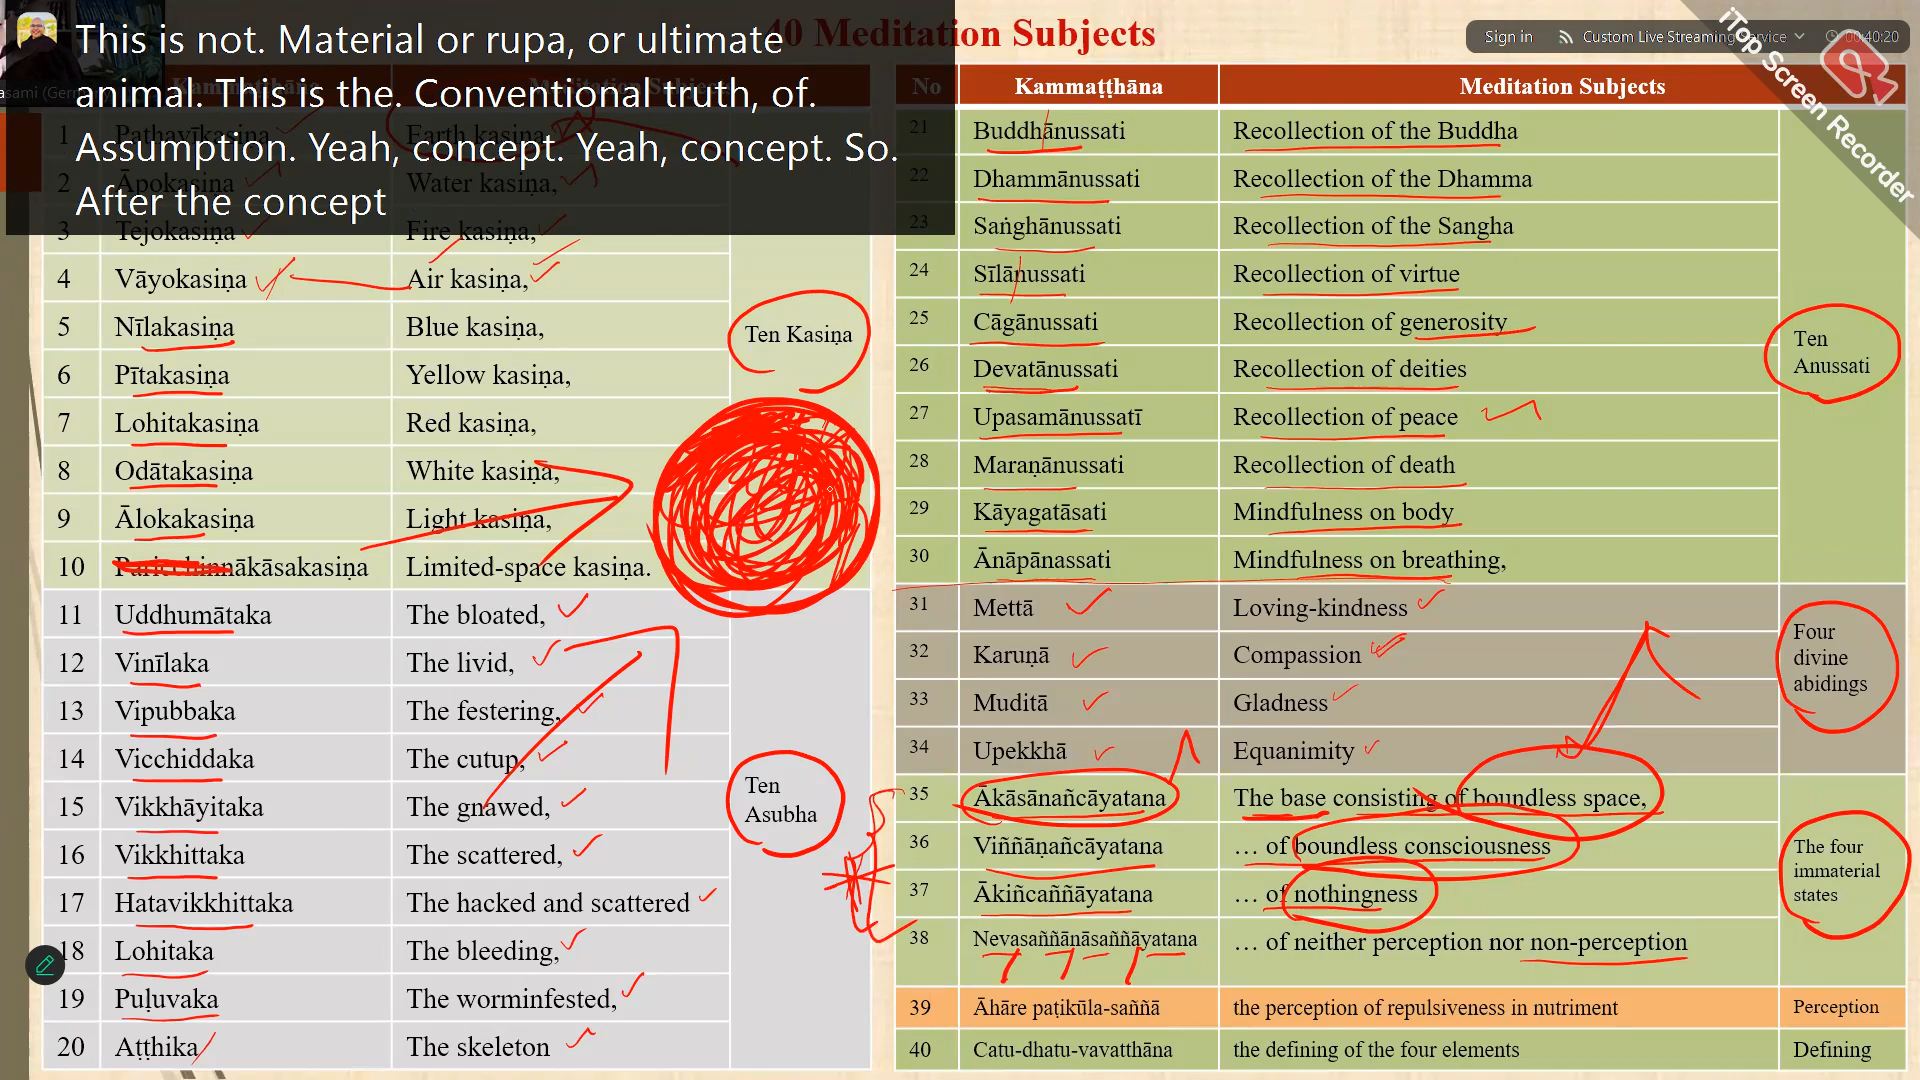 This is not. Material or rupa, or ultimate
animal. This is the. Conventional truth, of.
Assumption. Yeah, concept. Yeah, concept. So.
After the concept
40 Meditation Subjects
Sign in Custom Live Streaming Service 00:40:20
iTop Screen Recorder
asami (Ger
1 Paṭhavīkasiṇa Earth kasiṇa,
2 Āpokasiṇa Water kasiṇa,
3 Tejokasiṇa Fire kasiṇa,
4 Vāyokasiṇa Air kasiṇa,
5 Nīlakasiṇa Blue kasiṇa,
6 Pītakasiṇa Yellow kasiṇa,
7 Lohitakasiṇa Red kasiṇa,
8 Odātakasiṇa White kasiṇa,
9 Ālokakasiṇa Light kasiṇa,
10 Paricchinnākāsakasiṇa Limited-space kasiṇa.
Ten Kasiṇa
11 Uddhumātaka The bloated,
12 Vinīlaka The livid,
13 Vipubbaka The festering,
14 Vicchiddaka The cutup,
15 Vikkhāyitaka The gnawed,
16 Vikkhittaka The scattered,
17 Hatavikkhittaka The hacked and scattered
18 Lohitaka The bleeding,
19 Puḷuvaka The worminfested,
20 Aṭṭhika The skeleton
Ten
Asubha
No Kammaṭṭhāna Meditation Subjects
21 Buddhānussati Recollection of the Buddha
22 Dhammānussati Recollection of the Dhamma
23 Saṅghānussati Recollection of the Sangha
24 Sīlānussati Recollection of virtue
25 Cāgānussati Recollection of generosity
26 Devatānussati Recollection of deities
27 Upasamānussatī Recollection of peace
28 Maraṇānussati Recollection of death
29 Kāyagatāsati Mindfulness on body
30 Ānāpānassati Mindfulness on breathing,
Ten
Anussati
31 Mettā Loving-kindness
32 Karuṇā Compassion
33 Muditā Gladness
34 Upekkhā Equanimity
Four
divine
abidings
35 Ākāsānañcāyatana The base consisting of boundless space,
36 Viññāṇañcāyatana … of boundless consciousness
37 Ākiñcaññāyatana … of nothingness
38 Nevasaññānāsaññāyatana … of neither perception nor non-perception
The four
immaterial
states
39 Āhāre paṭikūla-saññā the perception of repulsiveness in nutriment Perception
40 Catu-dhatu-vavatthāna the defining of the four elements Defining